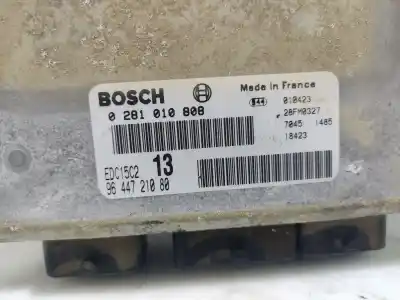 BOSCH
Made in France
0 281 010 808
S44 010423
28FM0327
7045 1485
18423
EDC15C2 13
96 447 210 80